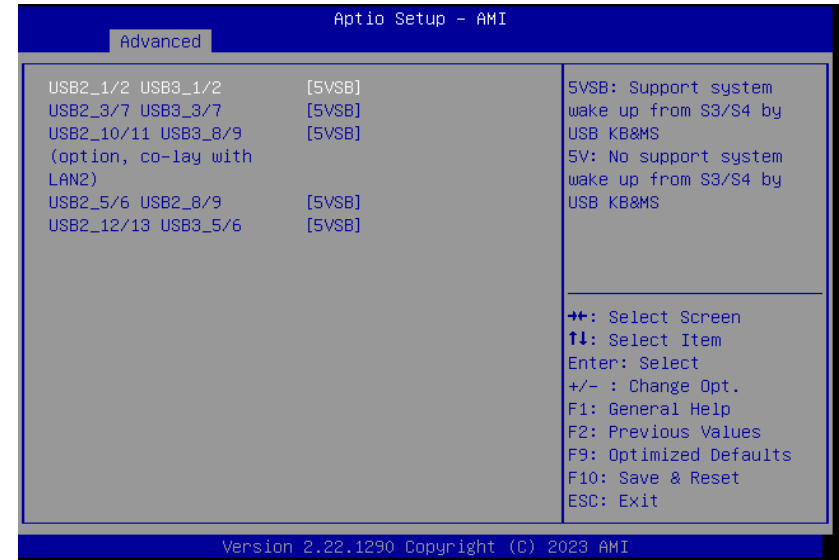 Aptio Setup – AMI
Advanced
USB2_1/2 USB3_1/2 [5VSB]
USB2_3/7 USB3_3/7 [5VSB]
USB2_10/11 USB3_8/9 [5VSB]
(option, co-lay with
LAN2)
USB2_5/6 USB2_8/9 [5VSB]
USB2_12/13 USB3_5/6 [5VSB]
5VSB: Support system
wake up from S3/S4 by
USB KB&MS
5V: No support system
wake up from S3/S4 by
USB KB&MS
→←: Select Screen
↑↓: Select Item
Enter: Select
+/- : Change Opt.
F1: General Help
F2: Previous Values
F9: Optimized Defaults
F10: Save & Reset
ESC: Exit
Version 2.22.1290 Copyright (C) 2023 AMI